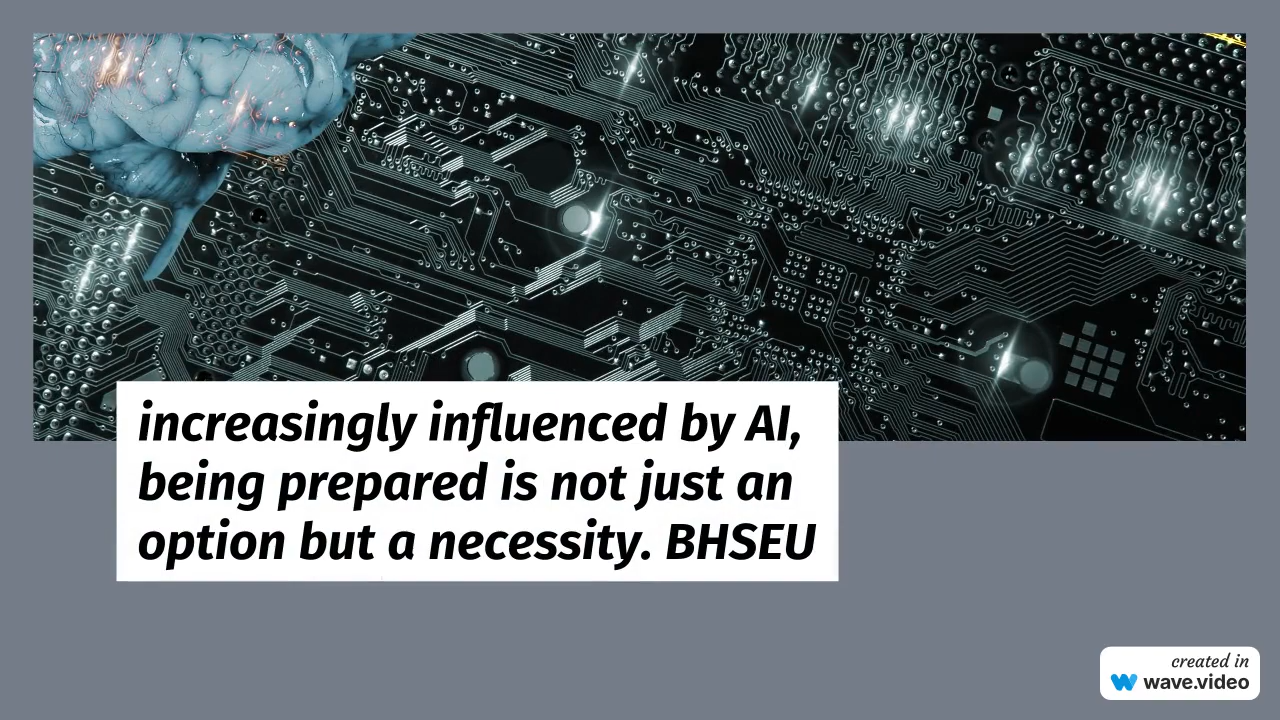 increasingly influenced by AI,
being prepared is not just an
option but a necessity. BHSEU
created in
wave.video